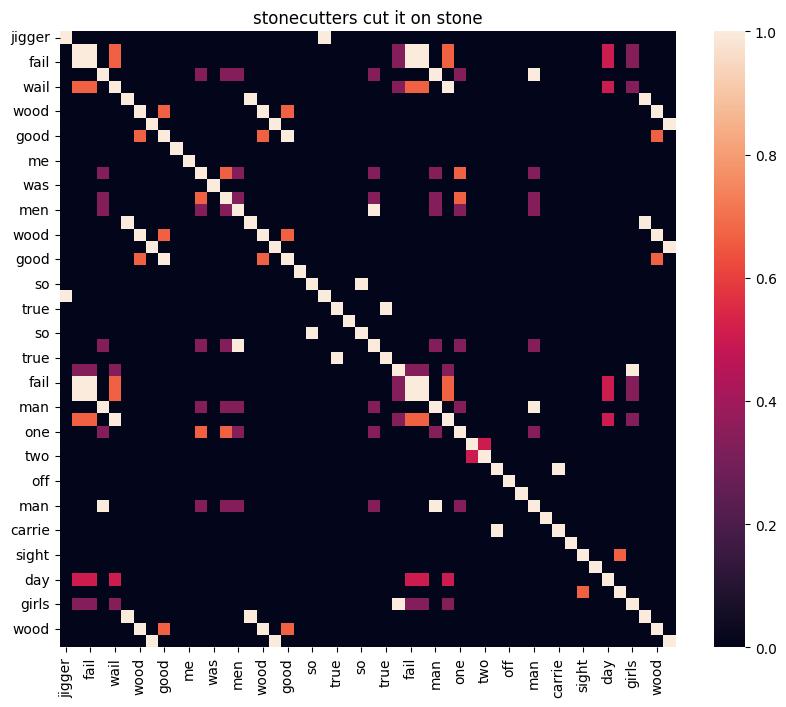 stonecutters cut it on stone
jigger
fail
wail
wood
good
me
was
men
wood
good
so
true
so
true
fail
man
one
two
off
man
carrie
sight
day
girls
wood
jigger
fail
wail
wood
good
me
was
men
wood
good
so
true
so
true
fail
man
one
two
off
man
carrie
sight
day
girls
wood
1.0
0.8
0.6
0.4
0.2
0.0